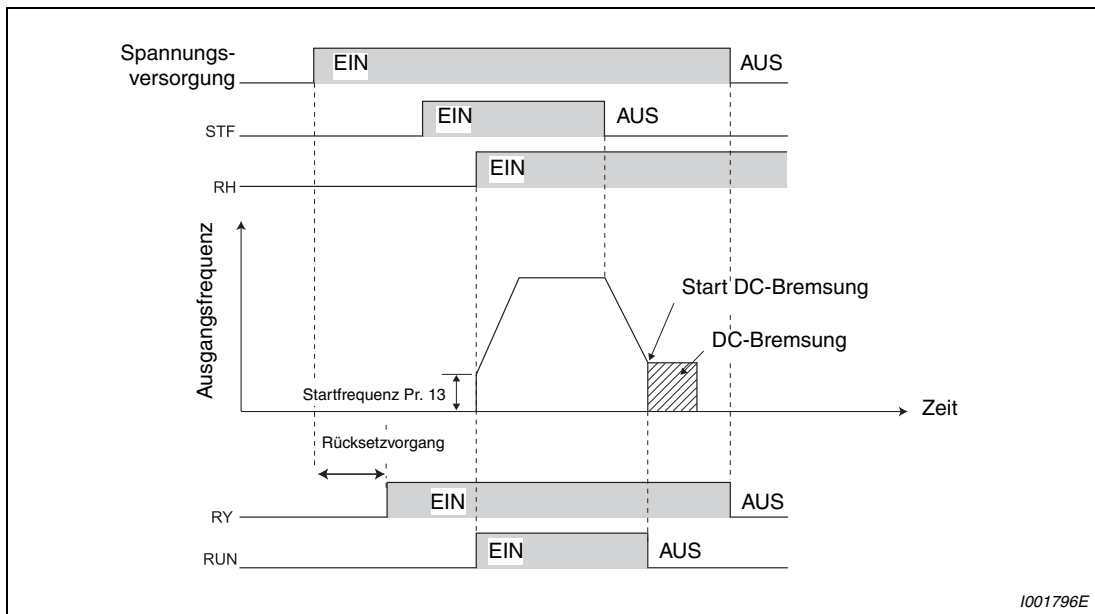 Spannungs-
versorgung
EIN
AUS
STF
EIN
AUS
RH
EIN
Ausgangsfrequenz
Start DC-Bremsung
DC-Bremsung
Startfrequenz Pr. 13
Zeit
Rücksetzvorgang
RY
EIN
AUS
RUN
EIN
AUS
I001796E